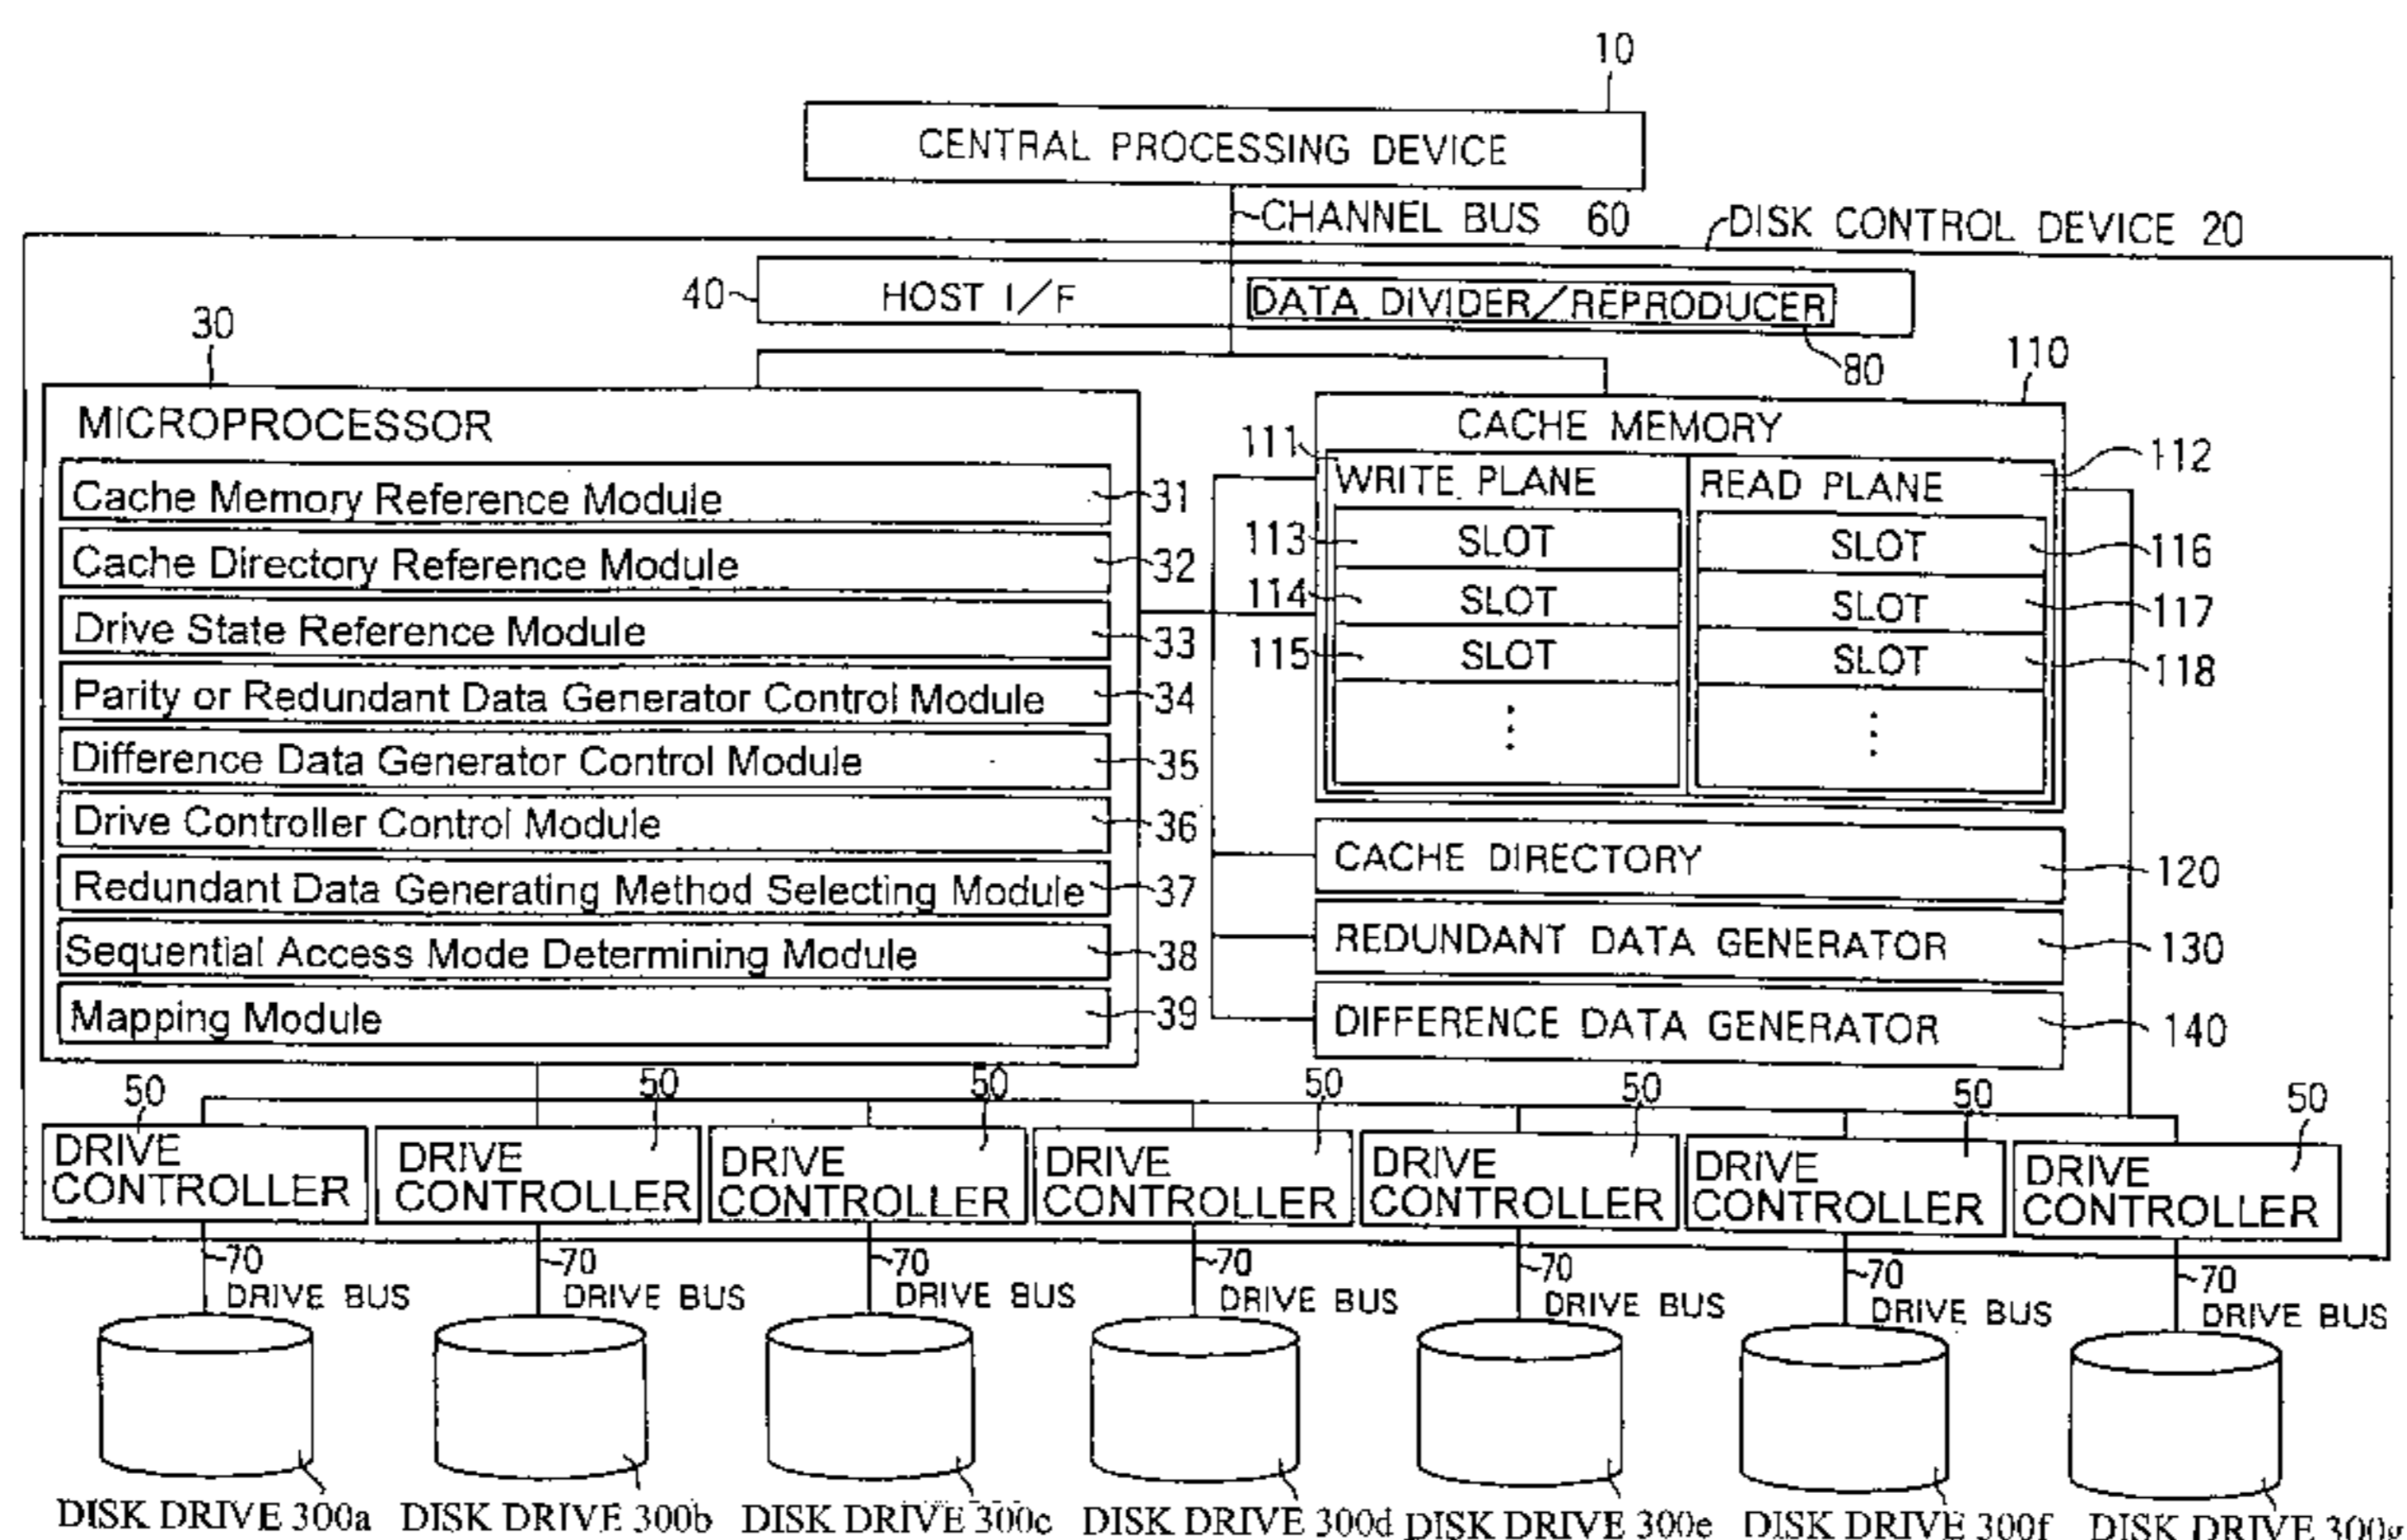 10
CENTRAL PROCESSING DEVICE
CHANNEL BUS 60
DISK CONTROL DEVICE 20
40
HOST I/F
DATA DIVIDER/REPRODUCER
80
30
MICROPROCESSOR
Cache Memory Reference Module
31
Cache Directory Reference Module
32
Drive State Reference Module
33
Parity or Redundant Data Generator Control Module
34
Difference Data Generator Control Module
35
Drive Controller Control Module
36
Redundant Data Generating Method Selecting Module
37
Sequential Access Mode Determining Module
38
Mapping Module
39
110
CACHE MEMORY
111
WRITE PLANE
READ PLANE
112
113
SLOT
SLOT
116
114
SLOT
SLOT
117
115
SLOT
SLOT
118
CACHE DIRECTORY
120
REDUNDANT DATA GENERATOR
130
DIFFERENCE DATA GENERATOR
140
50
50
50
50
50
50
50
DRIVE
CONTROLLER
DRIVE
CONTROLLER
DRIVE
CONTROLLER
DRIVE
CONTROLLER
DRIVE
CONTROLLER
DRIVE
CONTROLLER
DRIVE
CONTROLLER
70
DRIVE BUS
70
DRIVE BUS
70
DRIVE BUS
70
DRIVE BUS
70
DRIVE BUS
70
DRIVE BUS
70
DRIVE BUS
DISK DRIVE 300a
DISK DRIVE 300b
DISK DRIVE 300c
DISK DRIVE 300d
DISK DRIVE 300e
DISK DRIVE 300f
DISK DRIVE